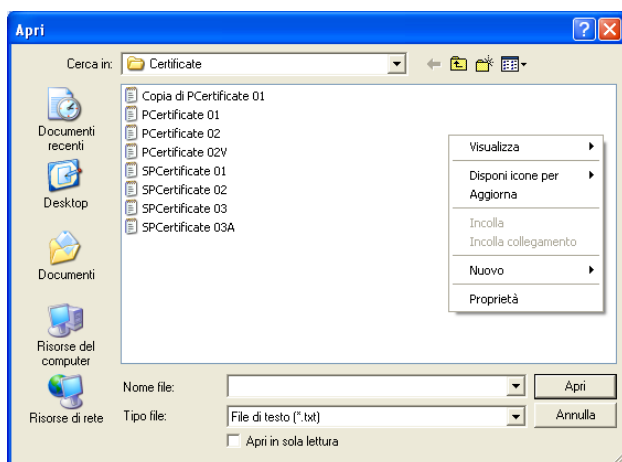 Apri
Cerca in:
Certificate
Documenti
recenti
Desktop
Documenti
Risorse del
computer
Risorse di rete
Copia di PCertificate 01
PCertificate 01
PCertificate 02
PCertificate 02V
SPCertificate 01
SPCertificate 02
SPCertificate 03
SPCertificate 03A
Visualizza
Disponi icone per
Aggiorna
Incolla
Incolla collegamento
Nuovo
Proprietà
Nome file:
Apri
Tipo file:
File di testo (*.txt)
Annulla
Apri in sola lettura